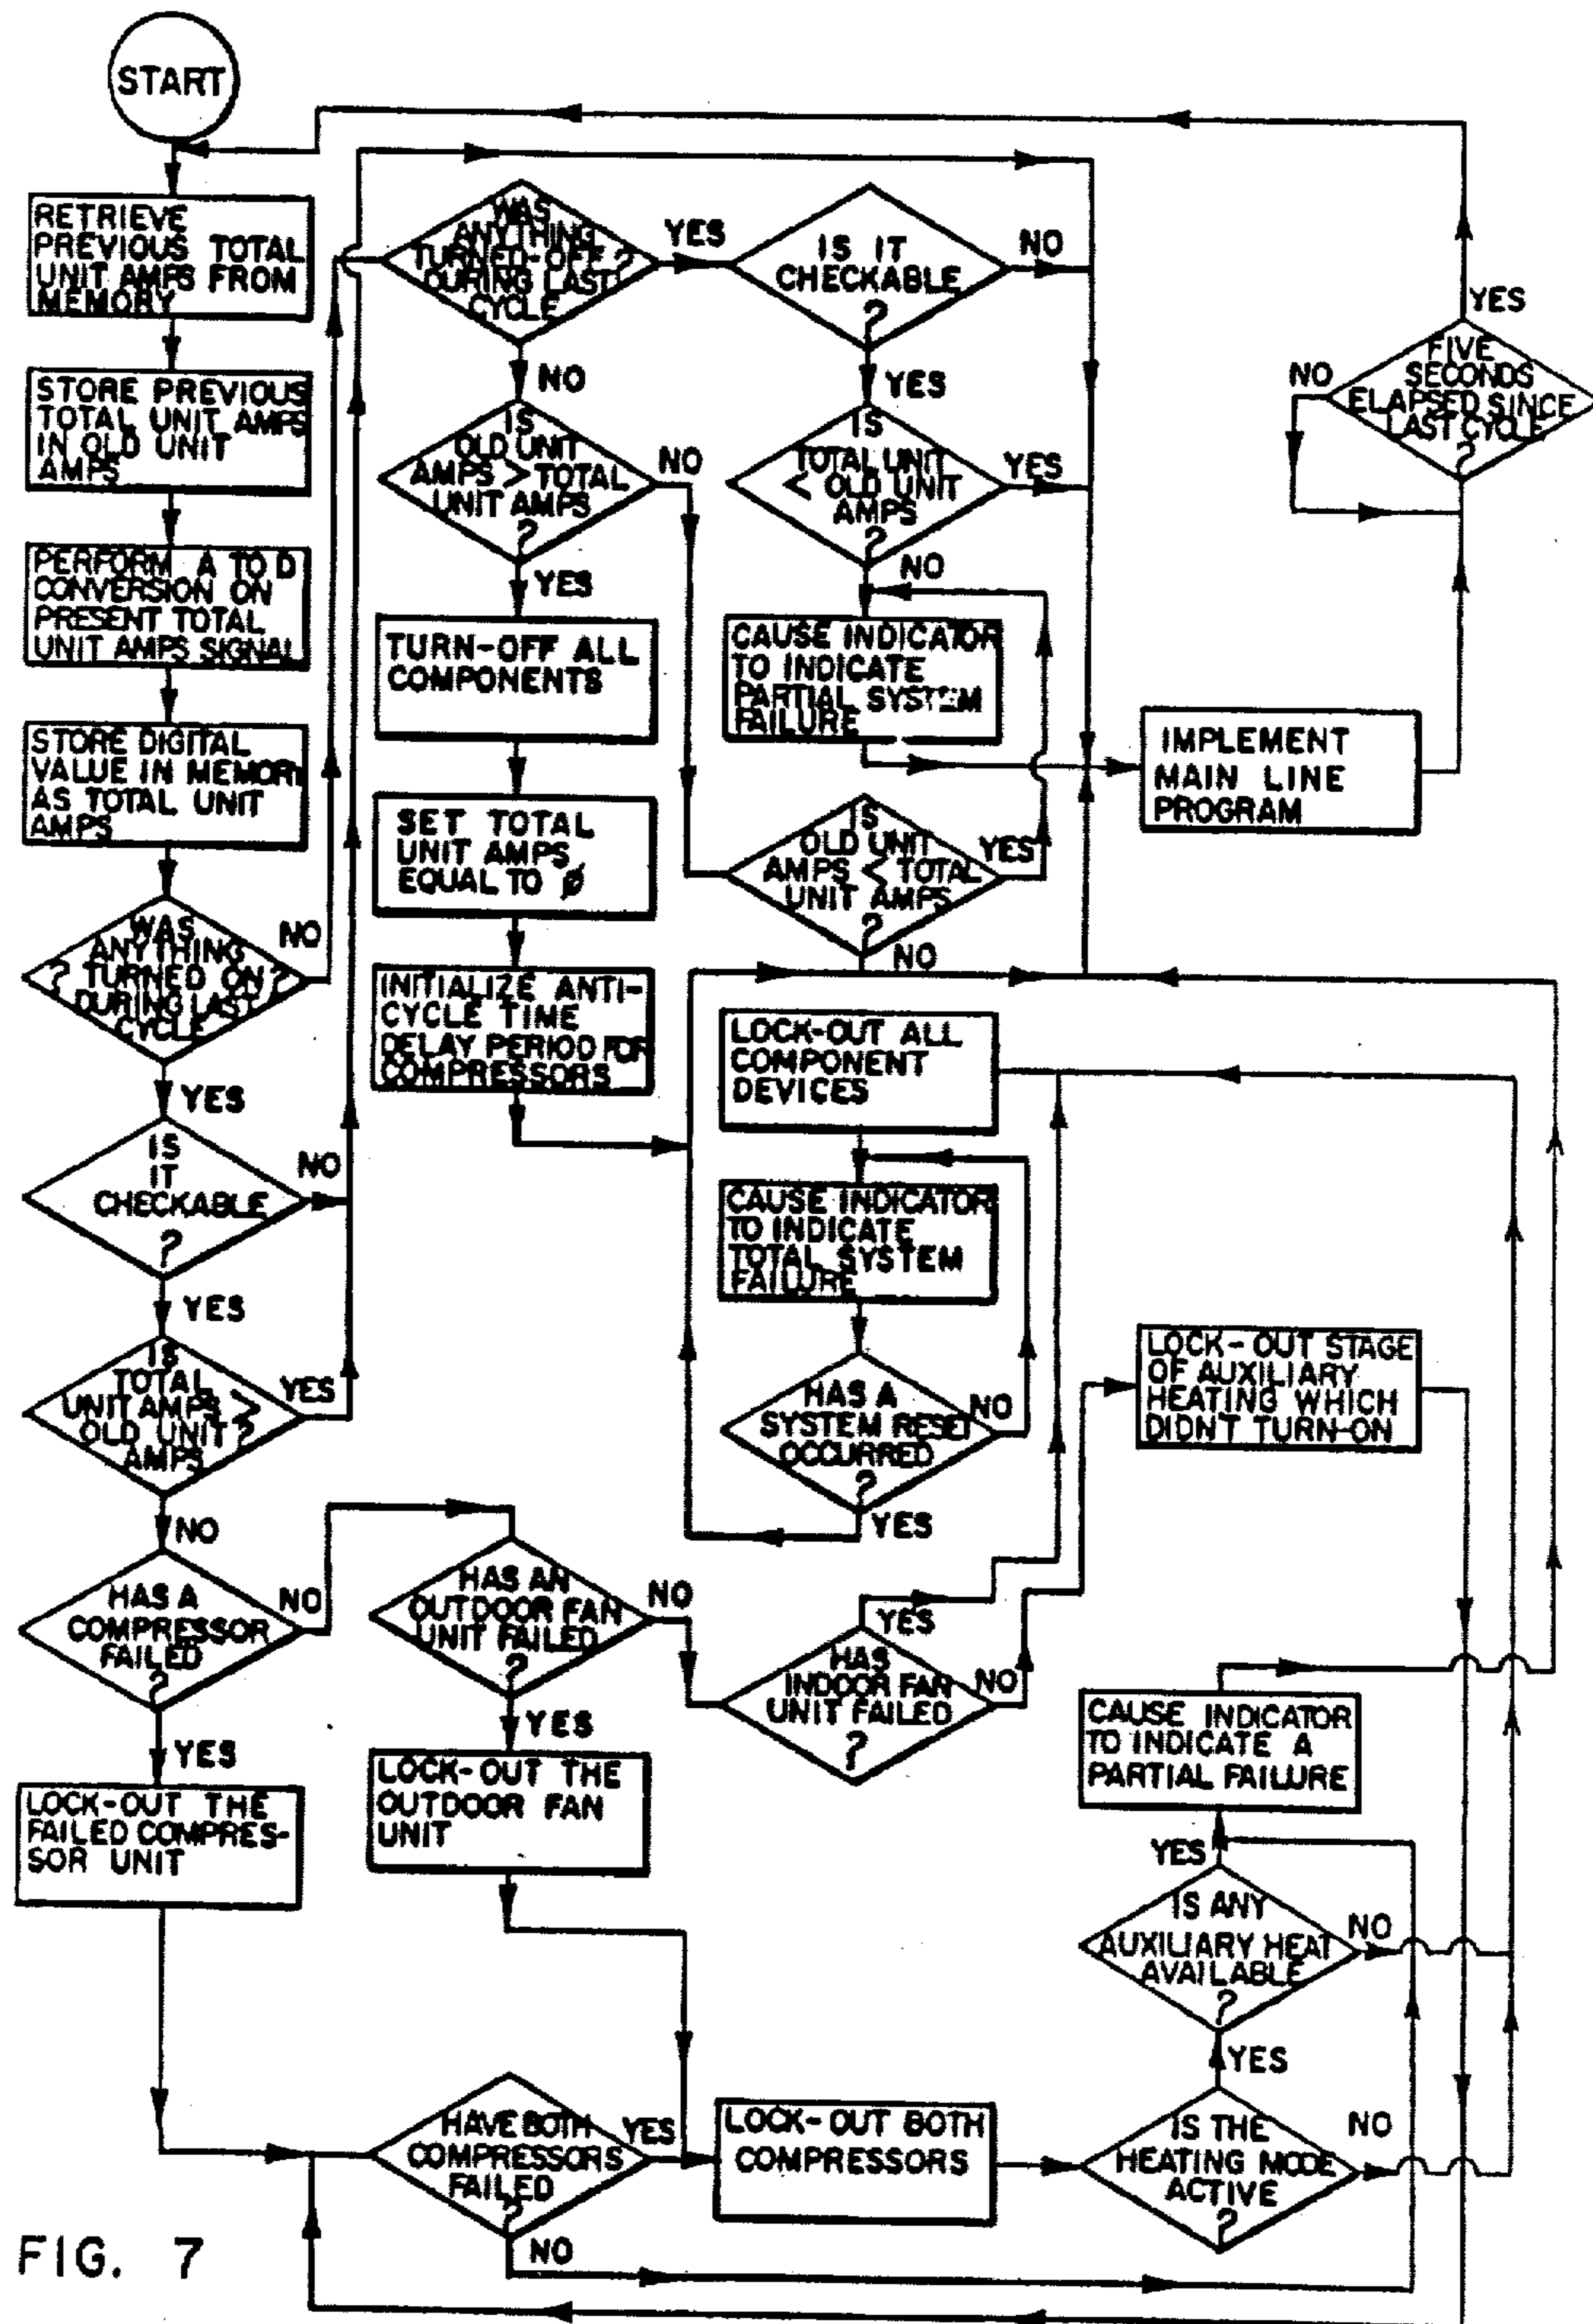 START
RETRIEVE
PREVIOUS TOTAL
UNIT AMPS FROM
MEMORY
STORE PREVIOUS
TOTAL UNIT AMPS
IN OLD UNIT
AMPS
PERFORM A TO D
CONVERSION ON
PRESENT TOTAL
UNIT AMPS SIGNAL
STORE DIGITAL
VALUE IN MEMORY
AS TOTAL UNIT
AMPS
WAS
ANYTHING
? TURNED ON ?
DURING LAST
CYCLE
NO
YES
IS
IT
CHECKABLE
?
NO
YES
IS
TOTAL
UNIT AMPS >
OLD UNIT ?
AMPS
YES
NO
HAS A
COMPRESSOR
FAILED
?
NO
YES
LOCK-OUT THE
FAILED COMPRES-
SOR UNIT
WAS
ANYTHING
TURNED-OFF ?
DURING LAST
CYCLE
YES
NO
IS
OLD UNIT
AMPS > TOTAL
UNIT AMPS
?
NO
YES
TURN-OFF ALL
COMPONENTS
SET TOTAL
UNIT AMPS
EQUAL TO Ø
INITIALIZE ANTI-
CYCLE TIME
DELAY PERIOD FOR
COMPRESSORS
HAS AN
OUTDOOR FAN
UNIT FAILED
?
NO
YES
LOCK-OUT THE
OUTDOOR FAN
UNIT
HAVE BOTH
COMPRESSORS
FAILED
?
YES
NO
IS IT
CHECKABLE
?
NO
YES
IS
TOTAL UNIT
< OLD UNIT
AMPS
?
YES
NO
CAUSE INDICATOR
TO INDICATE
PARTIAL SYSTEM
FAILURE
IS
OLD UNIT
AMPS < TOTAL
UNIT AMPS
?
YES
NO
LOCK-OUT ALL
COMPONENT
DEVICES
CAUSE INDICATOR
TO INDICATE
TOTAL SYSTEM
FAILURE
HAS A
SYSTEM RESET
OCCURRED
?
NO
YES
YES
HAS
INDOOR FAN
UNIT FAILED
?
NO
LOCK-OUT BOTH
COMPRESSORS
YES
FIVE
SECONDS
ELAPSED SINCE
LAST CYCLE
?
NO
IMPLEMENT
MAIN LINE
PROGRAM
LOCK-OUT STAGE
OF AUXILIARY
HEATING WHICH
DIDNT TURN-ON
CAUSE INDICATOR
TO INDICATE A
PARTIAL FAILURE
YES
IS ANY
AUXILIARY HEAT
AVAILABLE
?
NO
YES
IS THE
HEATING MODE
ACTIVE
?
NO
FIG. 7